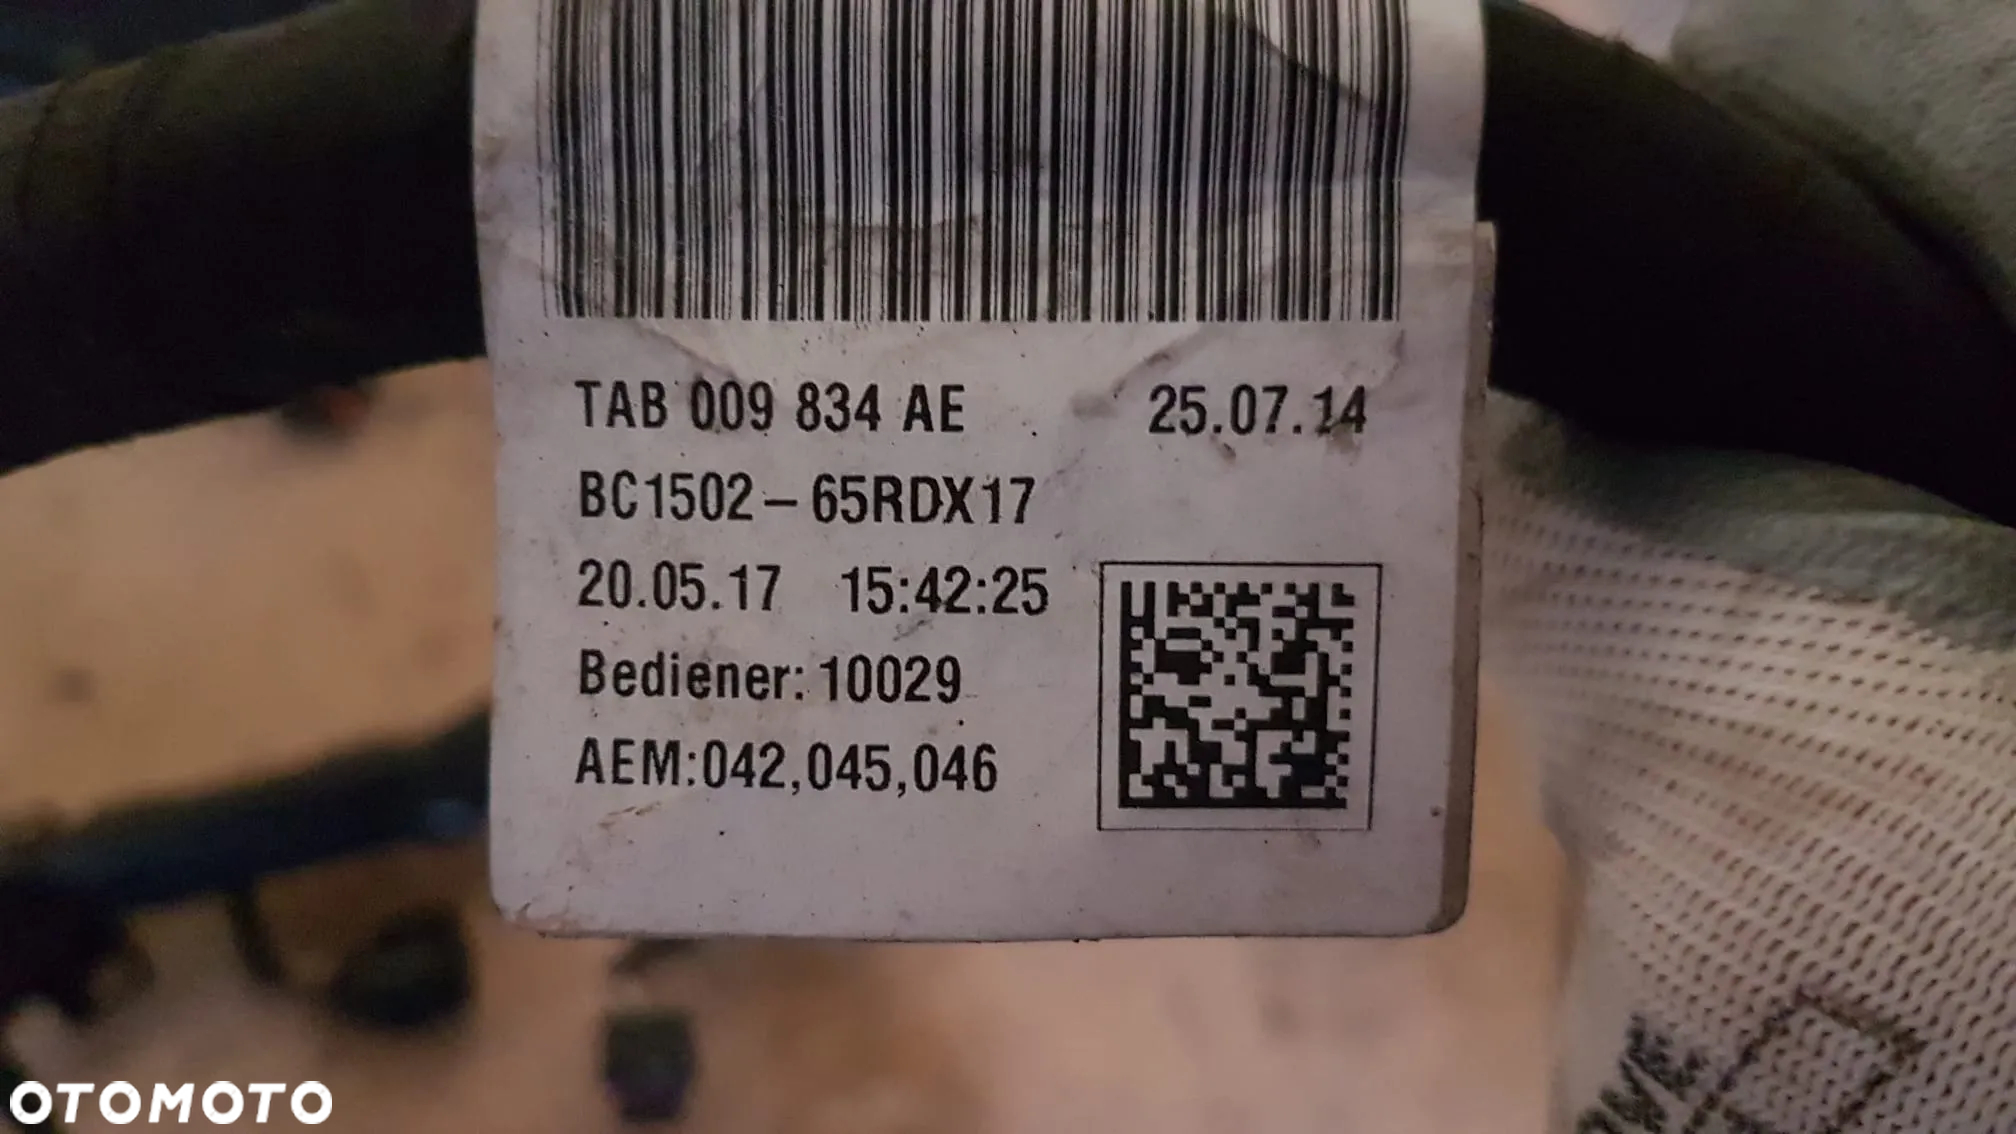 TAB 009 834 AE 25.07.14
BC1502-65RDX17
20.05.17 15:42:25
Bediener: 10029
AEM:042,045,046
OTOMOTO